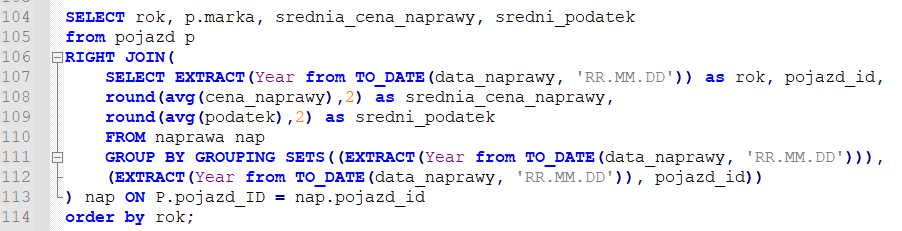 104 SELECT rok, p.marka, srednia_cena_naprawy, sredni_podatek
105 from pojazd p
106 RIGHT JOIN(
107 SELECT EXTRACT(Year from TO_DATE(data_naprawy, 'RR.MM.DD')) as rok, pojazd_id,
108 round(avg(cena_naprawy),2) as srednia_cena_naprawy,
109 round(avg(podatek),2) as sredni_podatek
110 FROM naprawa nap
111 GROUP BY GROUPING SETS((EXTRACT(Year from TO_DATE(data_naprawy, 'RR.MM.DD'))),
112 (EXTRACT(Year from TO_DATE(data_naprawy, 'RR.MM.DD')), pojazd_id))
113 ) nap ON P.pojazd_ID = nap.pojazd_id
114 order by rok;